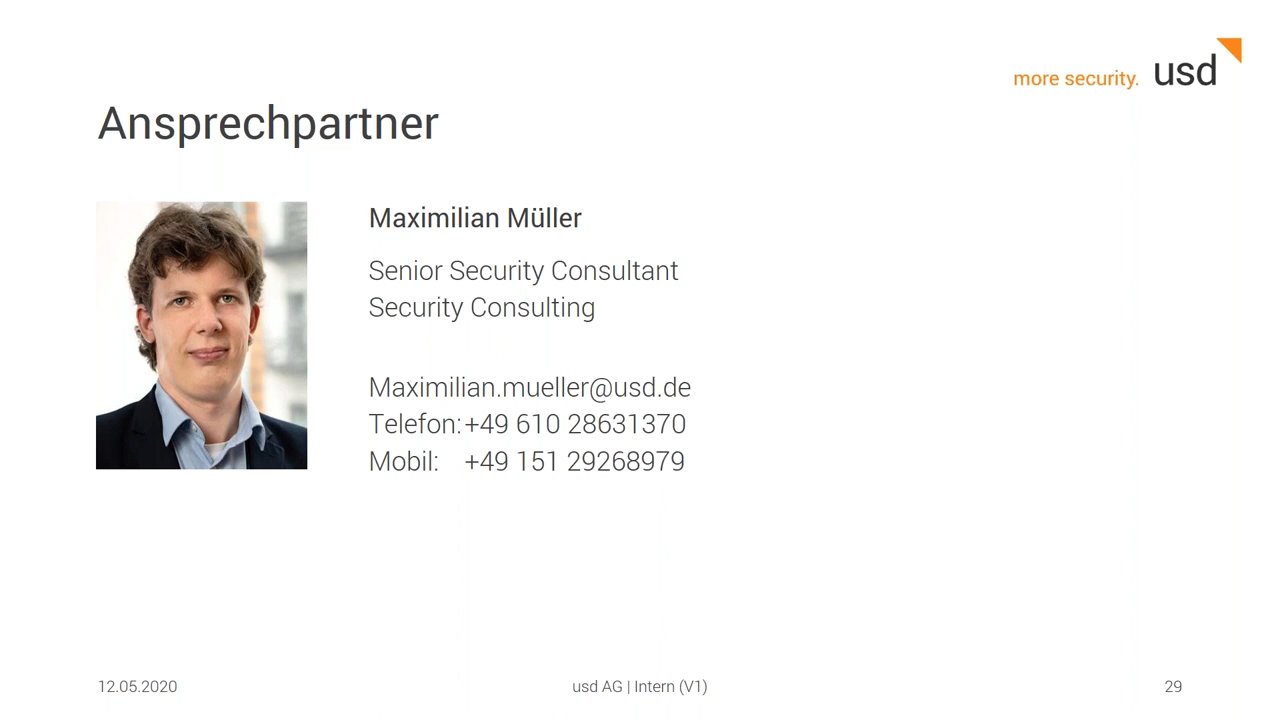 more security. usd
Ansprechpartner
Maximilian Müller
Senior Security Consultant
Security Consulting
Maximilian.mueller@usd.de
Telefon: +49 610 28631370
Mobil: +49 151 29268979
12.05.2020 usd AG | Intern (V1) 29